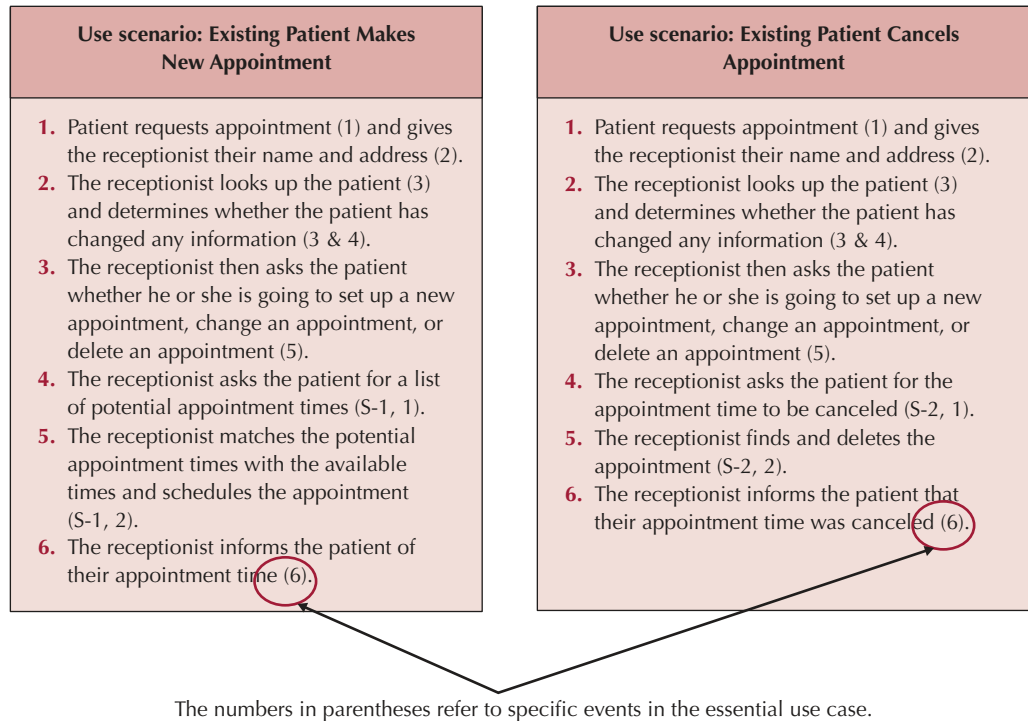 Use scenario: Existing Patient Makes
New Appointment
1. Patient requests appointment (1) and gives
the receptionist their name and address (2).
2. The receptionist looks up the patient (3)
and determines whether the patient has
changed any information (3 & 4).
3. The receptionist then asks the patient
whether he or she is going to set up a new
appointment, change an appointment, or
delete an appointment (5).
4. The receptionist asks the patient for a list
of potential appointment times (S-1, 1).
5. The receptionist matches the potential
appointment times with the available
times and schedules the appointment
(S-1, 2).
6. The receptionist informs the patient of
their appointment time (6).
Use scenario: Existing Patient Cancels
Appointment
1. Patient requests appointment (1) and gives
the receptionist their name and address (2).
2. The receptionist looks up the patient (3)
and determines whether the patient has
changed any information (3 & 4).
3. The receptionist then asks the patient
whether he or she is going to set up a new
appointment, change an appointment, or
delete an appointment (5).
4. The receptionist asks the patient for the
appointment time to be canceled (S-2, 1).
5. The receptionist finds and deletes the
appointment (S-2, 2).
6. The receptionist informs the patient that
their appointment time was canceled (6).
The numbers in parentheses refer to specific events in the essential use case.